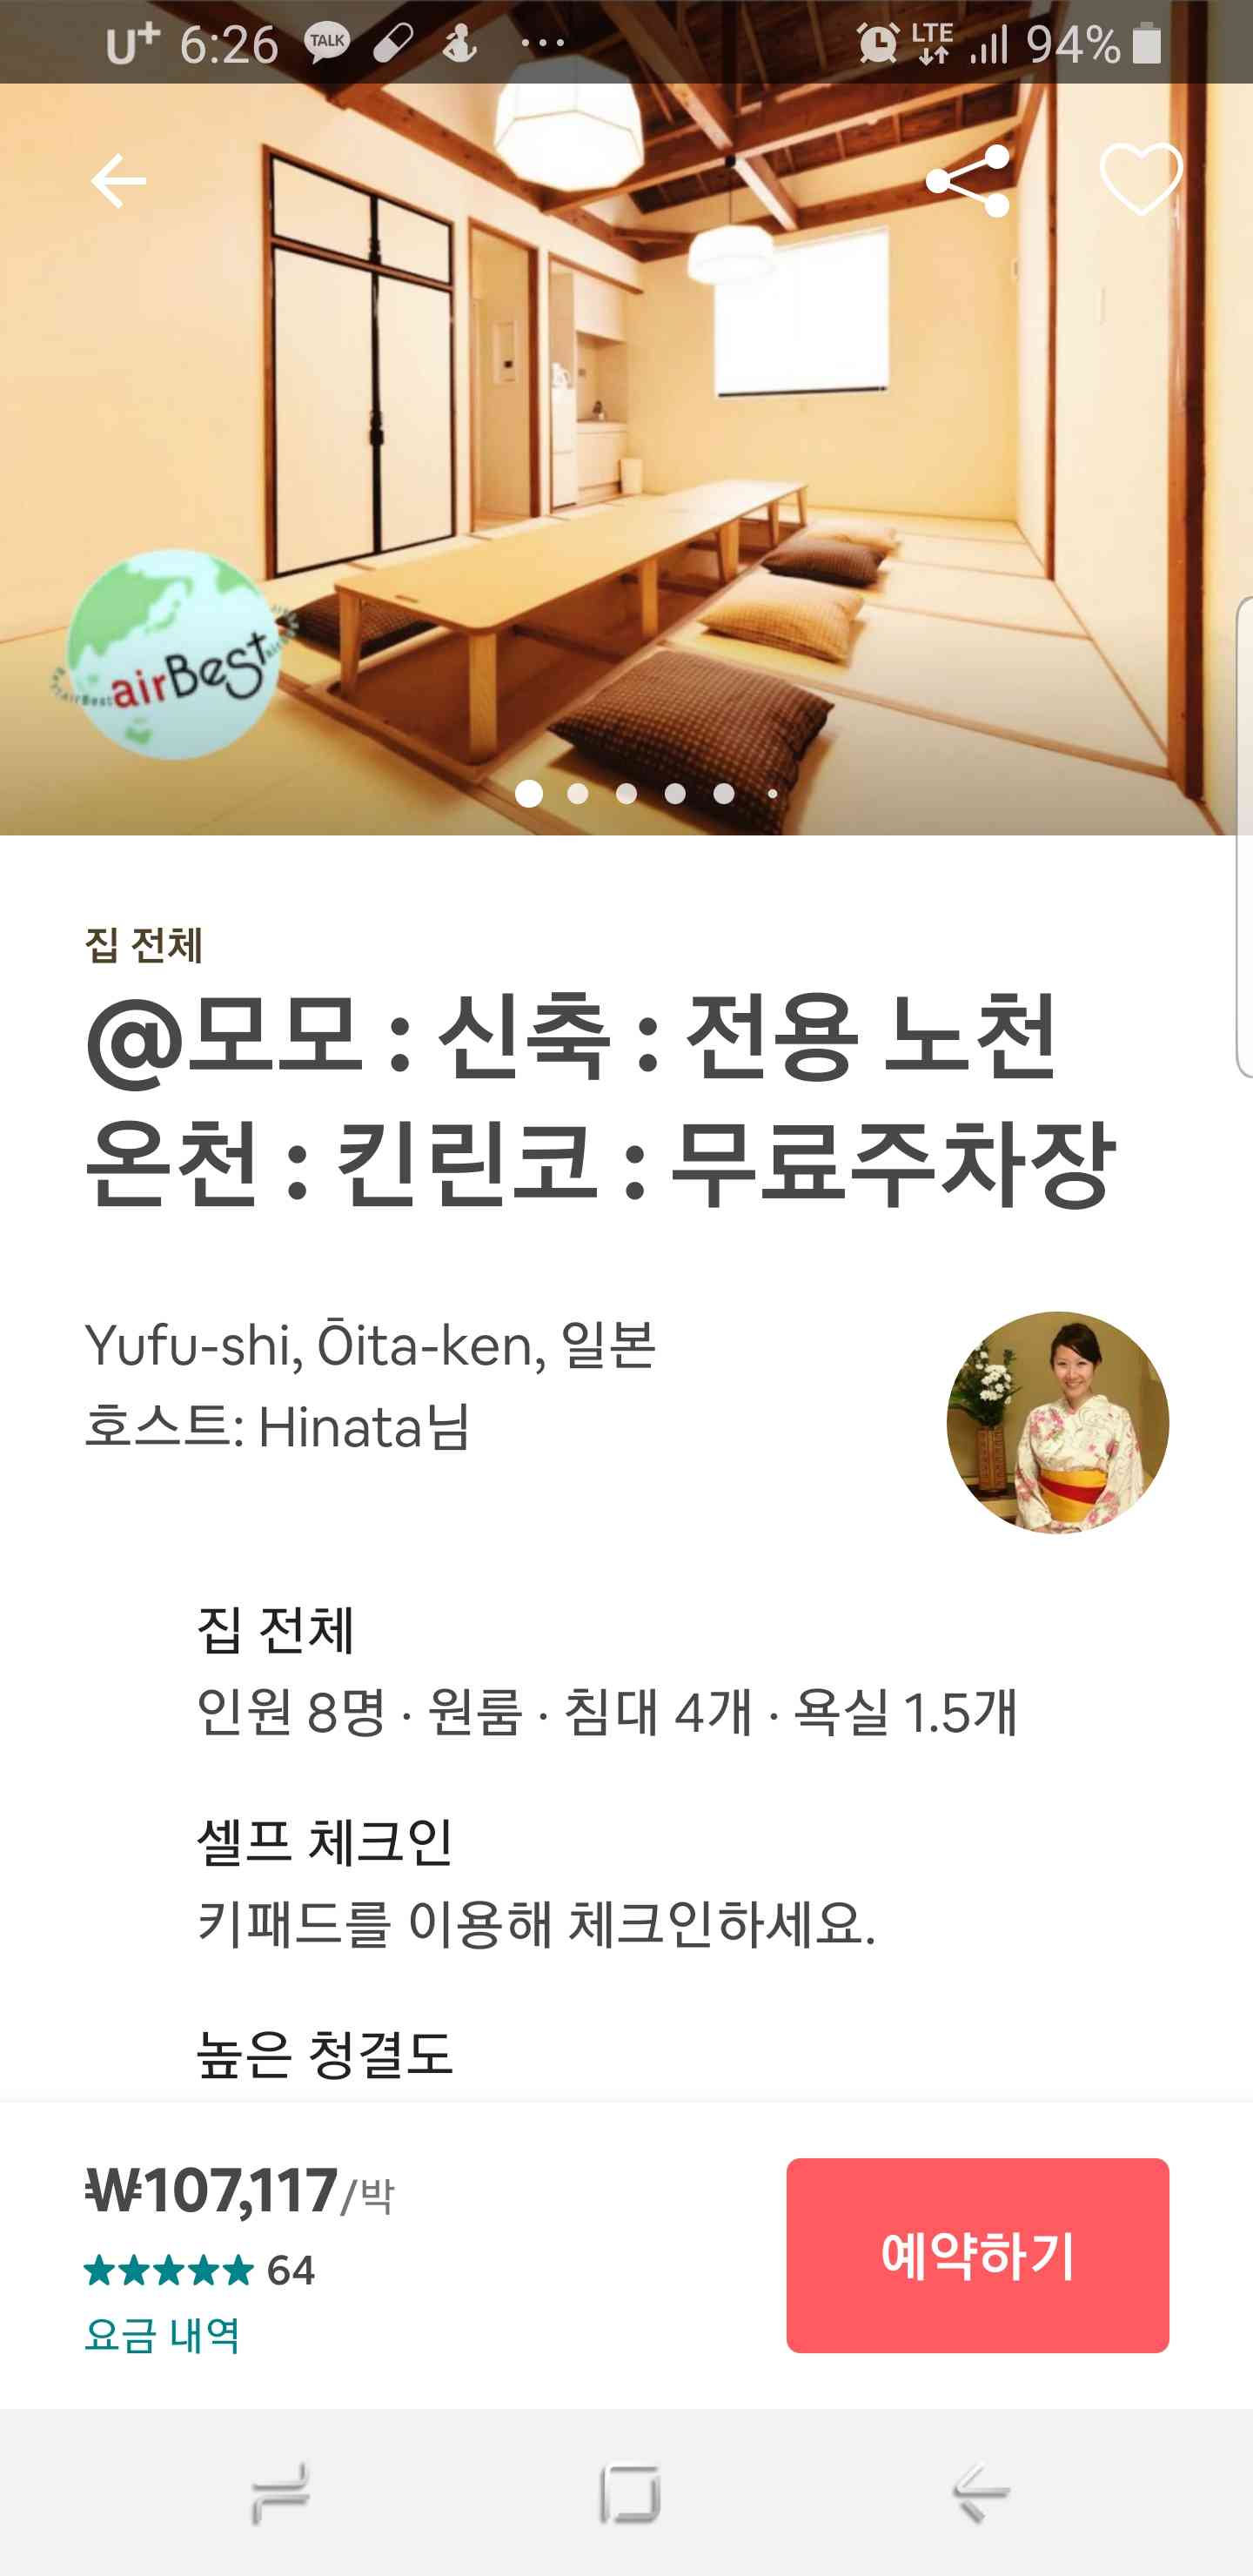 U+ 6:26 TALK ... LTE 94%
airBest
집 전체
@모모 : 신축 : 전용 노천
온천 : 킨린코 : 무료주차장
Yufu-shi, Ōita-ken, 일본
호스트: Hinata님
집 전체
인원 8명 · 원룸 · 침대 4개 · 욕실 1.5개
셀프 체크인
키패드를 이용해 체크인하세요.
높은 청결도
₩107,117/박
★★★★★ 64
예약하기
요금 내역